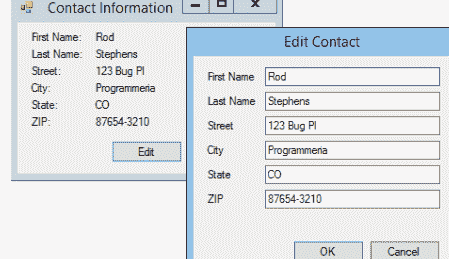 Contact Information
First Name: Rod
Last Name: Stephens
Street: 123 Bug Pl
City: Programmeria
State: CO
ZIP: 87654-3210
Edit
Edit Contact
First Name Rod
Last Name Stephens
Street 123 Bug Pl
City Programmeria
State CO
ZIP 87654-3210
OK Cancel